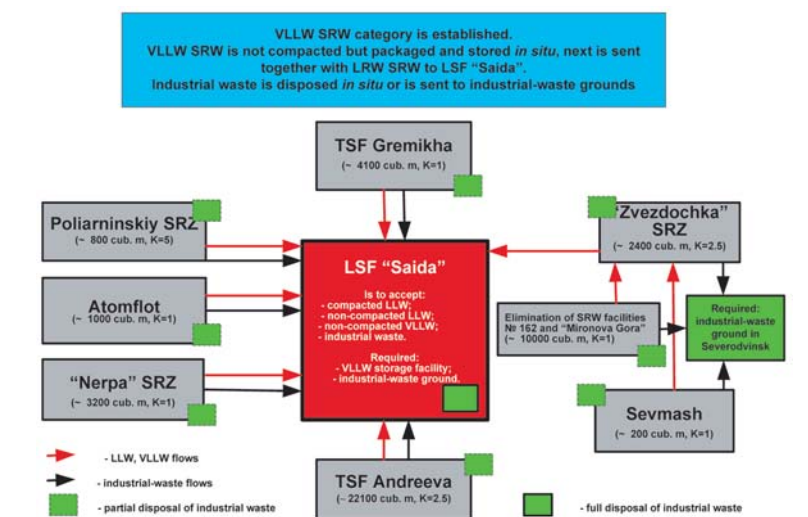 VLLW SRW category is established.
VLLW SRW is not compacted but packaged and stored in situ, next is sent
together with LRW SRW to LSF “Saida”.
Industrial waste is disposed in situ or is sent to industrial-waste grounds
TSF Gremikha
(~ 4100 cub. m, K=1)
Poliarninskiy SRZ
(~ 800 cub. m, K=5)
Atomflot
(~ 1000 cub. m, K=1)
“Nerpa” SRZ
(~ 3200 cub. m, K=1)
LSF “Saida”
Is to accept:
- compacted LLW;
- non-compacted LLW;
- non-compacted VLLW;
- industrial waste.
Required:
- VLLW storage facility;
- industrial-waste ground.
“Zvezdochka”
SRZ
(~ 2400 cub. m, K=2.5)
Elimination of SRW facilities
№ 162 and “Mironova Gora”
(~ 10000 cub. m, K=1)
Required:
industrial-waste
ground in
Severodvinsk
Sevmash
(~ 200 cub. m, K=1)
TSF Andreeva
(~ 22100 cub. m, K=2.5)
- LLW, VLLW flows
- industrial-waste flows
- partial disposal of industrial waste
- full disposal of industrial waste